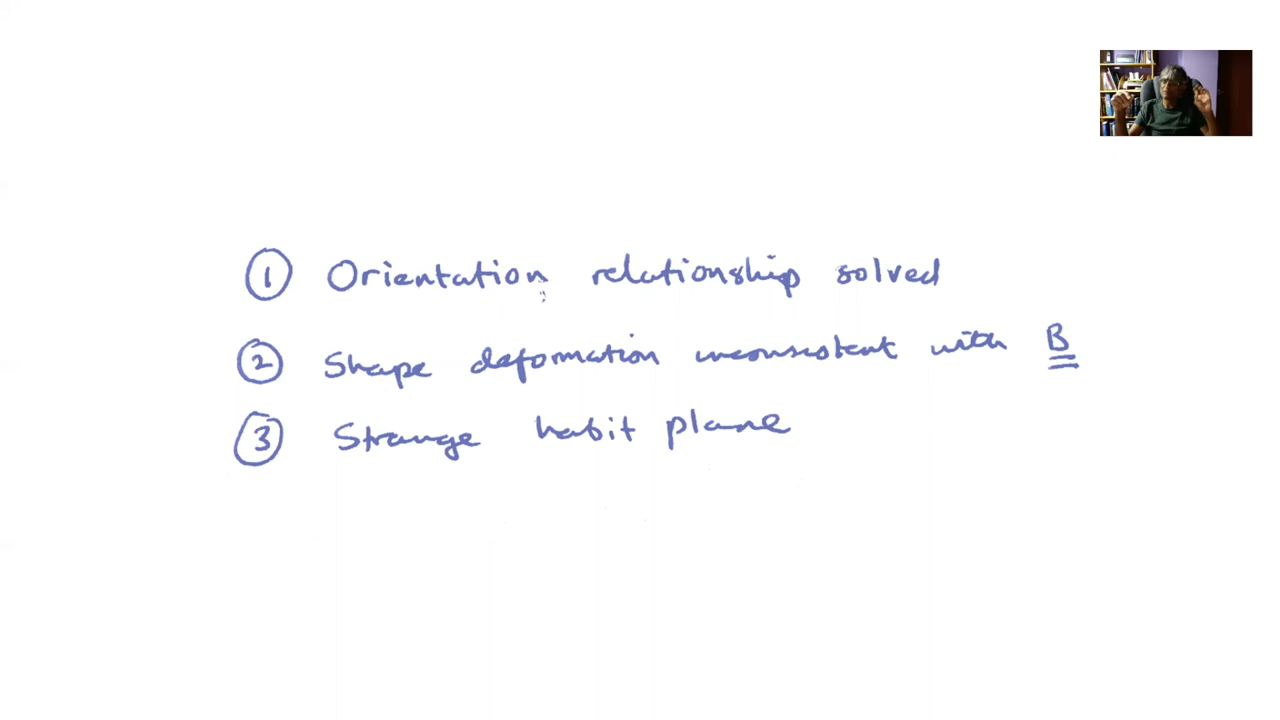 ① Orientation relationship solved
② Shape deformation inconsistent with B
③ Strange habit plane